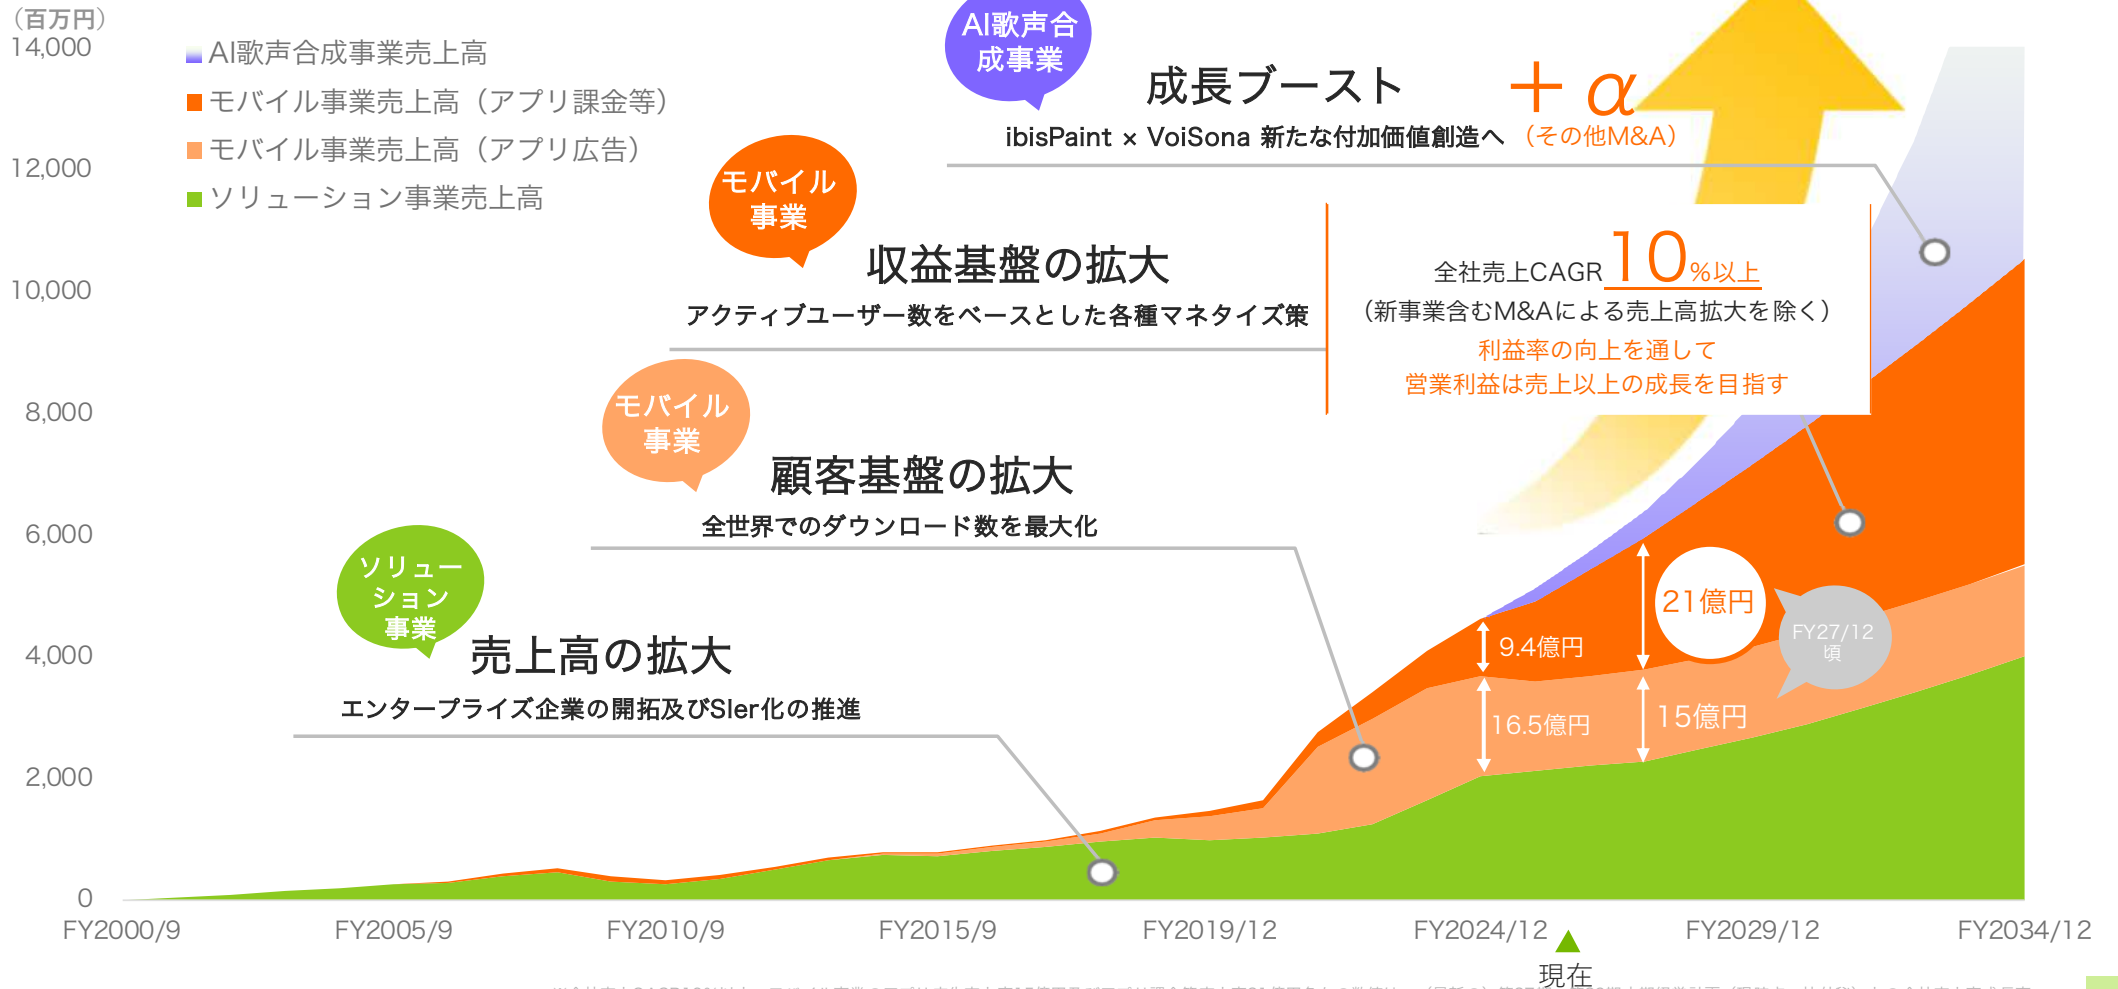 （百万円）
14,000
12,000
10,000
8,000
6,000
4,000
2,000
0
AI歌声合成事業売上高
モバイル事業売上高（アプリ課金等）
モバイル事業売上高（アプリ広告）
ソリューション事業売上高
AI歌声合
成事業
成長ブースト
＋α
ibisPaint × VoiSona 新たな付加価値創造へ
（その他M&A）
モバイル
事業
収益基盤の拡大
アクティブユーザー数をベースとした各種マネタイズ策
全社売上CAGR10%以上
（新事業含むM&Aによる売上高拡大を除く）
利益率の向上を通して
営業利益は売上以上の成長を目指す
モバイル
事業
顧客基盤の拡大
全世界でのダウンロード数を最大化
ソリュー
ション
事業
売上高の拡大
エンタープライズ企業の開拓及びSIer化の推進
9.4億円
16.5億円
21億円
15億円
FY27/12
頃
FY2000/9
FY2005/9
FY2010/9
FY2015/9
FY2019/12
FY2024/12
FY2029/12
FY2034/12
現在